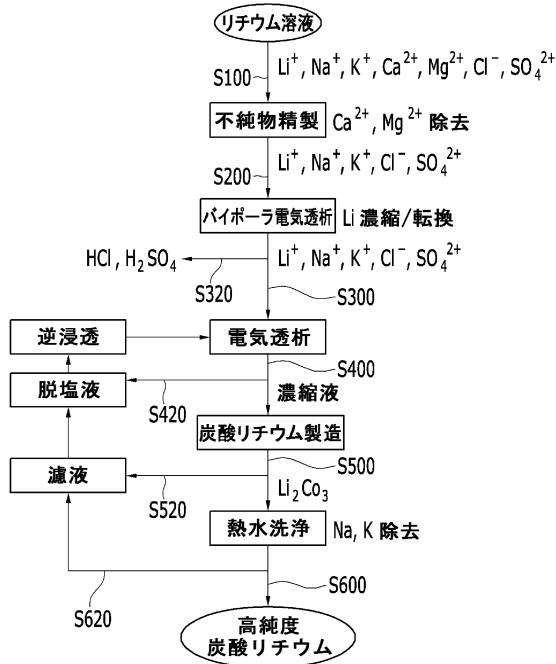 リチウム溶液
S100
Li⁺, Na⁺, K⁺, Ca²⁺, Mg²⁺, Cl⁻, SO₄²⁺
不純物精製
Ca²⁺, Mg²⁺ 除去
S200
Li⁺, Na⁺, K⁺, Cl⁻, SO₄²⁺
バイポーラ電気透析
Li 濃縮/転換
HCl, H₂SO₄
S320
Li⁺, Na⁺, K⁺, Cl⁻, SO₄²⁺
S300
逆浸透
電気透析
S400
脱塩液
S420
濃縮液
炭酸リチウム製造
S500
濾液
S520
Li₂Co₃
熱水洗浄
Na, K 除去
S620
S600
高純度
炭酸リチウム